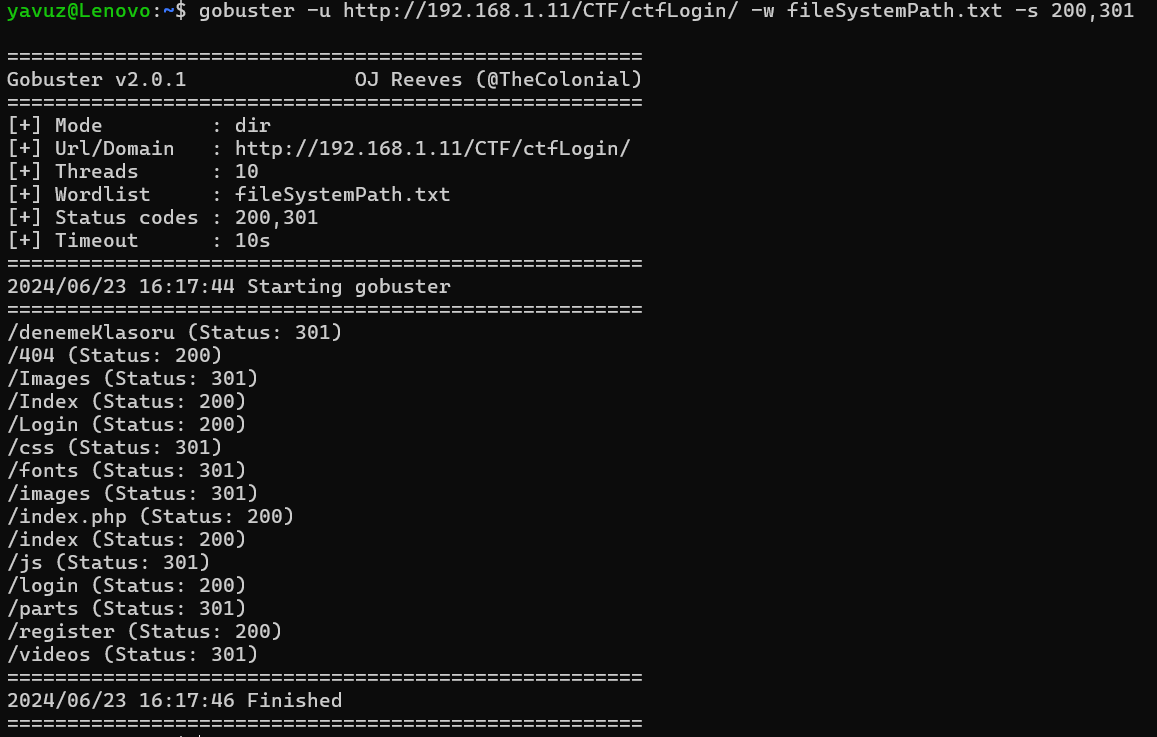 yavuz@Lenovo:~$ gobuster -u http://192.168.1.11/CTF/ctfLogin/ -w fileSystemPath.txt -s 200,301
=====================================================
Gobuster v2.0.1              OJ Reeves (@TheColonial)
=====================================================
[+] Mode         : dir
[+] Url/Domain   : http://192.168.1.11/CTF/ctfLogin/
[+] Threads      : 10
[+] Wordlist     : fileSystemPath.txt
[+] Status codes : 200,301
[+] Timeout      : 10s
=====================================================
2024/06/23 16:17:44 Starting gobuster
=====================================================
/denemeKlasoru (Status: 301)
/404 (Status: 200)
/Images (Status: 301)
/Index (Status: 200)
/Login (Status: 200)
/css (Status: 301)
/fonts (Status: 301)
/images (Status: 301)
/index.php (Status: 200)
/index (Status: 200)
/js (Status: 301)
/login (Status: 200)
/parts (Status: 301)
/register (Status: 200)
/videos (Status: 301)
=====================================================
2024/06/23 16:17:46 Finished
=====================================================